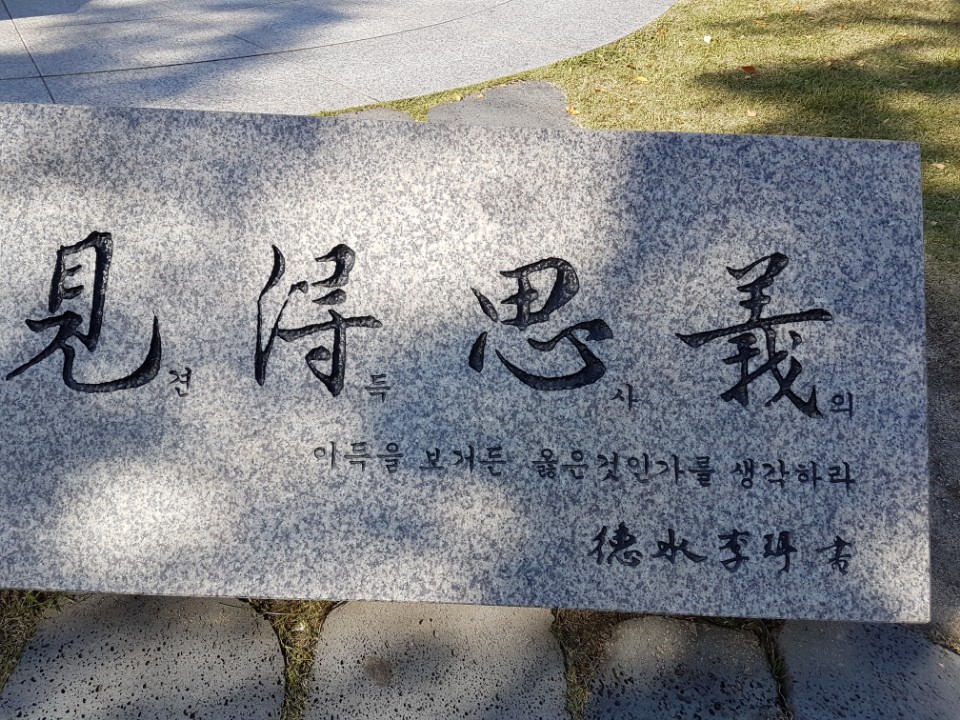 見견 得득 思사 義의
이득을 보거든 옳은것인가를 생각하라
德水 李珥 書